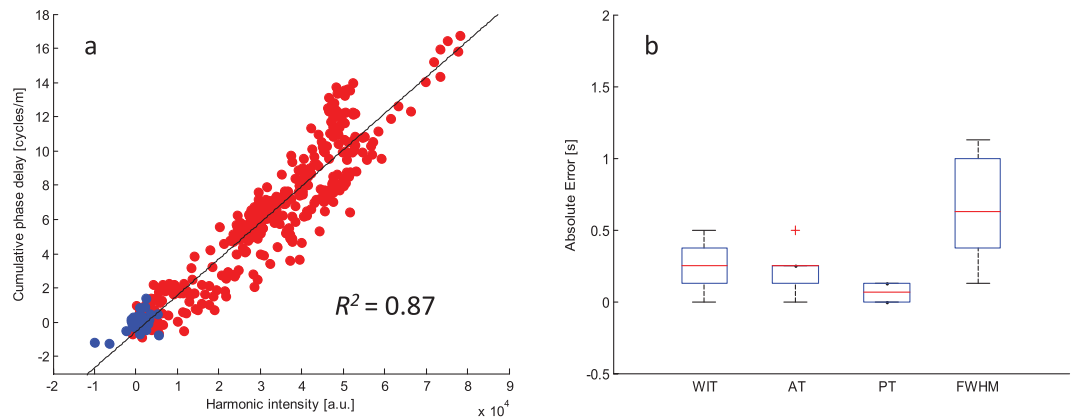 a
Cumulative phase delay [cycles/m]
18
16
14
12
10
8
6
4
2
0
-2
R² = 0.87
-2 -1 0 1 2 3 4 5 6 7 8 9
Harmonic intensity [a.u.]
x 10⁴
b
Absolute Error [s]
2
1.5
1
0.5
0
-0.5
WIT AT PT FWHM